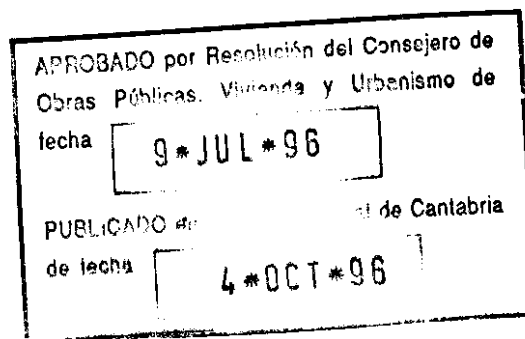 APROBADO por Resolución del Consejero de
Obras Públicas, Vivienda y Urbanismo de
fecha
9*JUL*96
PUBLICADO de Cantabria
de fecha
4*OCT*96